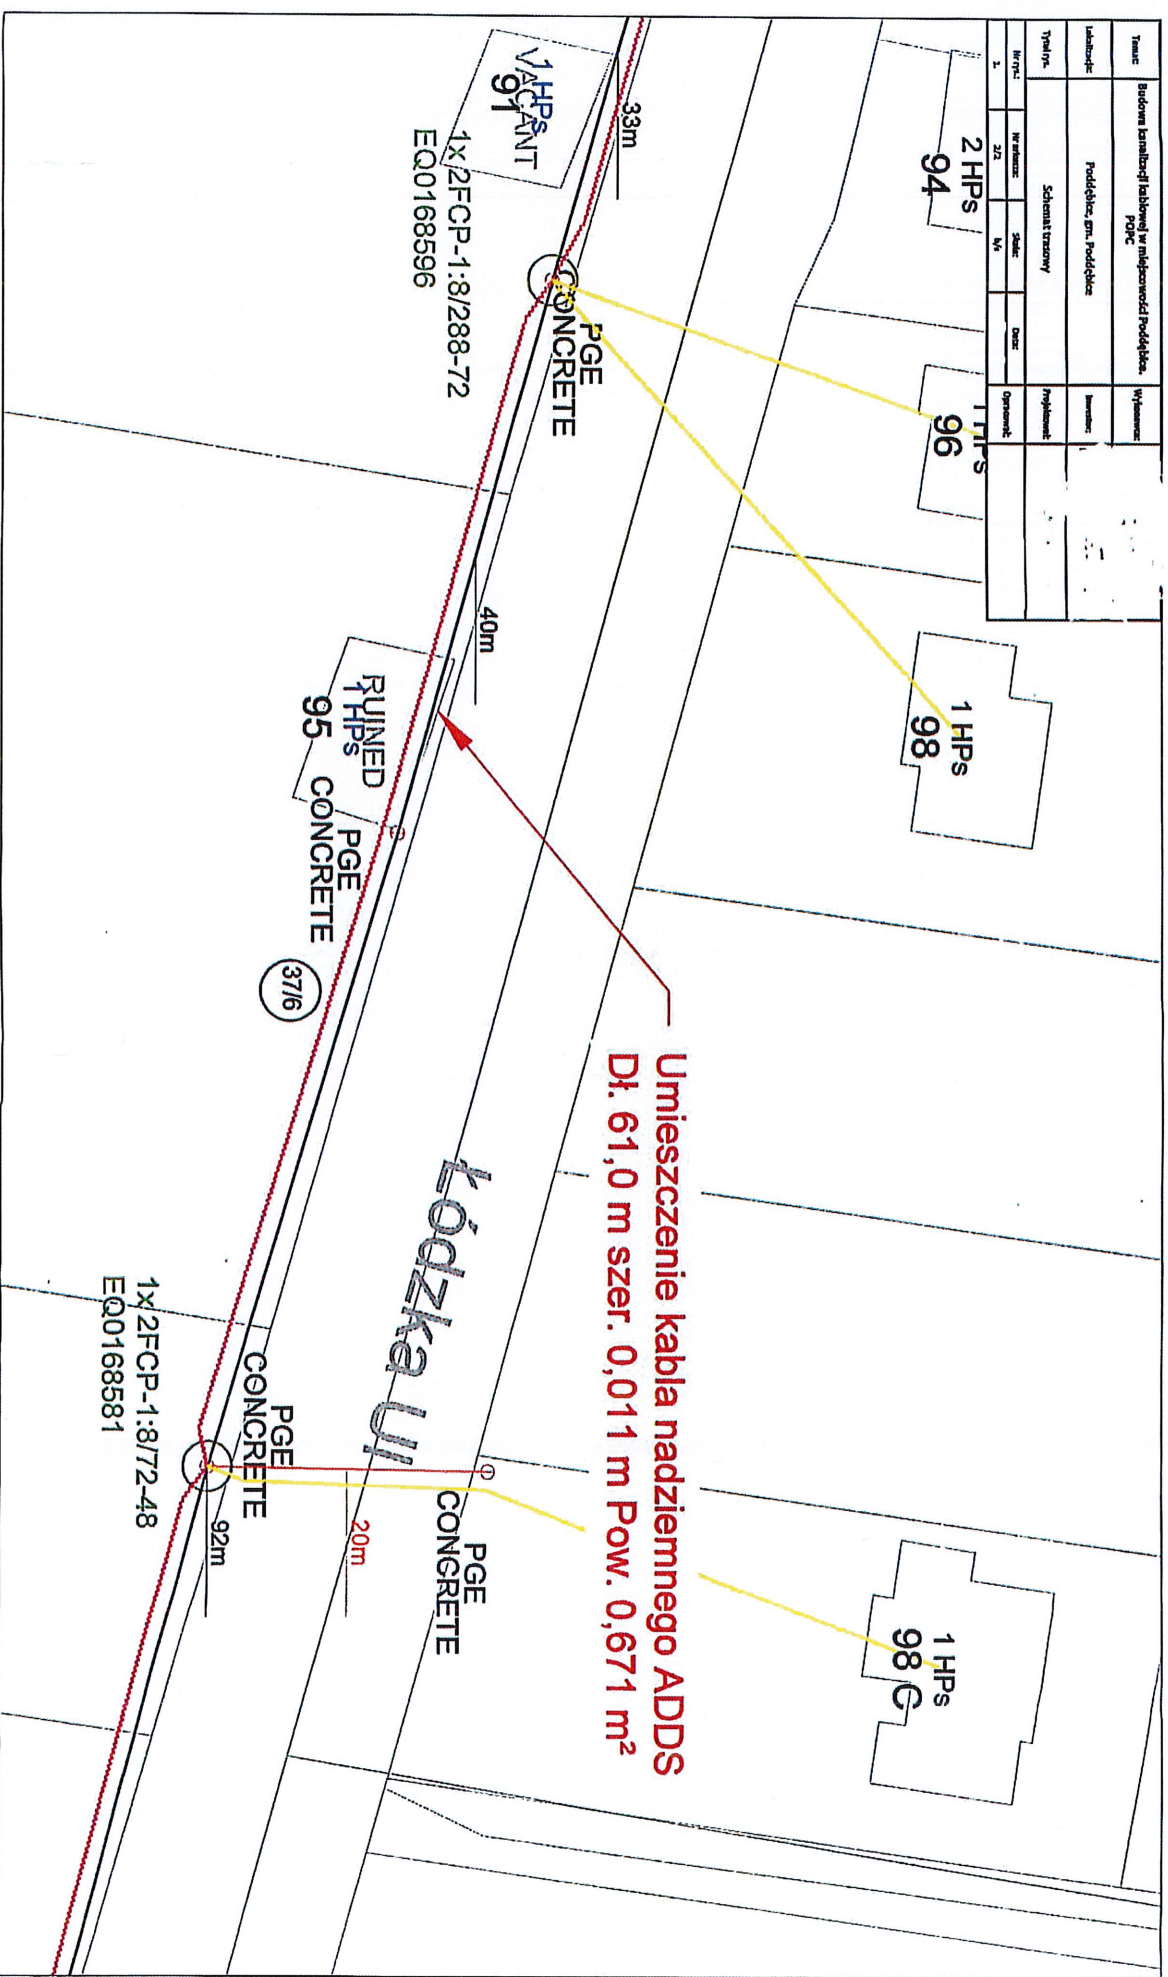 Temat:
Budowa kanalizacji kablowej w miejscowości Poddębice.
POPC
Wykonawca:
Lokalizacja:
Poddębice, gm. Poddębice
Inwestor:
Tytuł rys.
Schemat trasowy
Projektował:
Nr rys.:
Nr arkusza:
Skala:
Data:
Opracował:
1.
2/2
b/s
2 HPs
94
1 HPs
96
1 HPs
98
1 HPs
98 C
33m
1 HPs
VACANT
91
1x 2FCP-1:8/288-72
EQ0168596
PGE
CONCRETE
40m
RUINED
1 HPs
95
PGE
CONCRETE
37/6
Umieszczenie kabla nadziemnego ADDS
Dł. 61,0 m szer. 0,011 m Pow. 0,671 m²
Łódzka Ul
1x 2FCP-1:8/72-48
EQ0168581
PGE
CONCRETE
92m
20m
PGE
CONCRETE